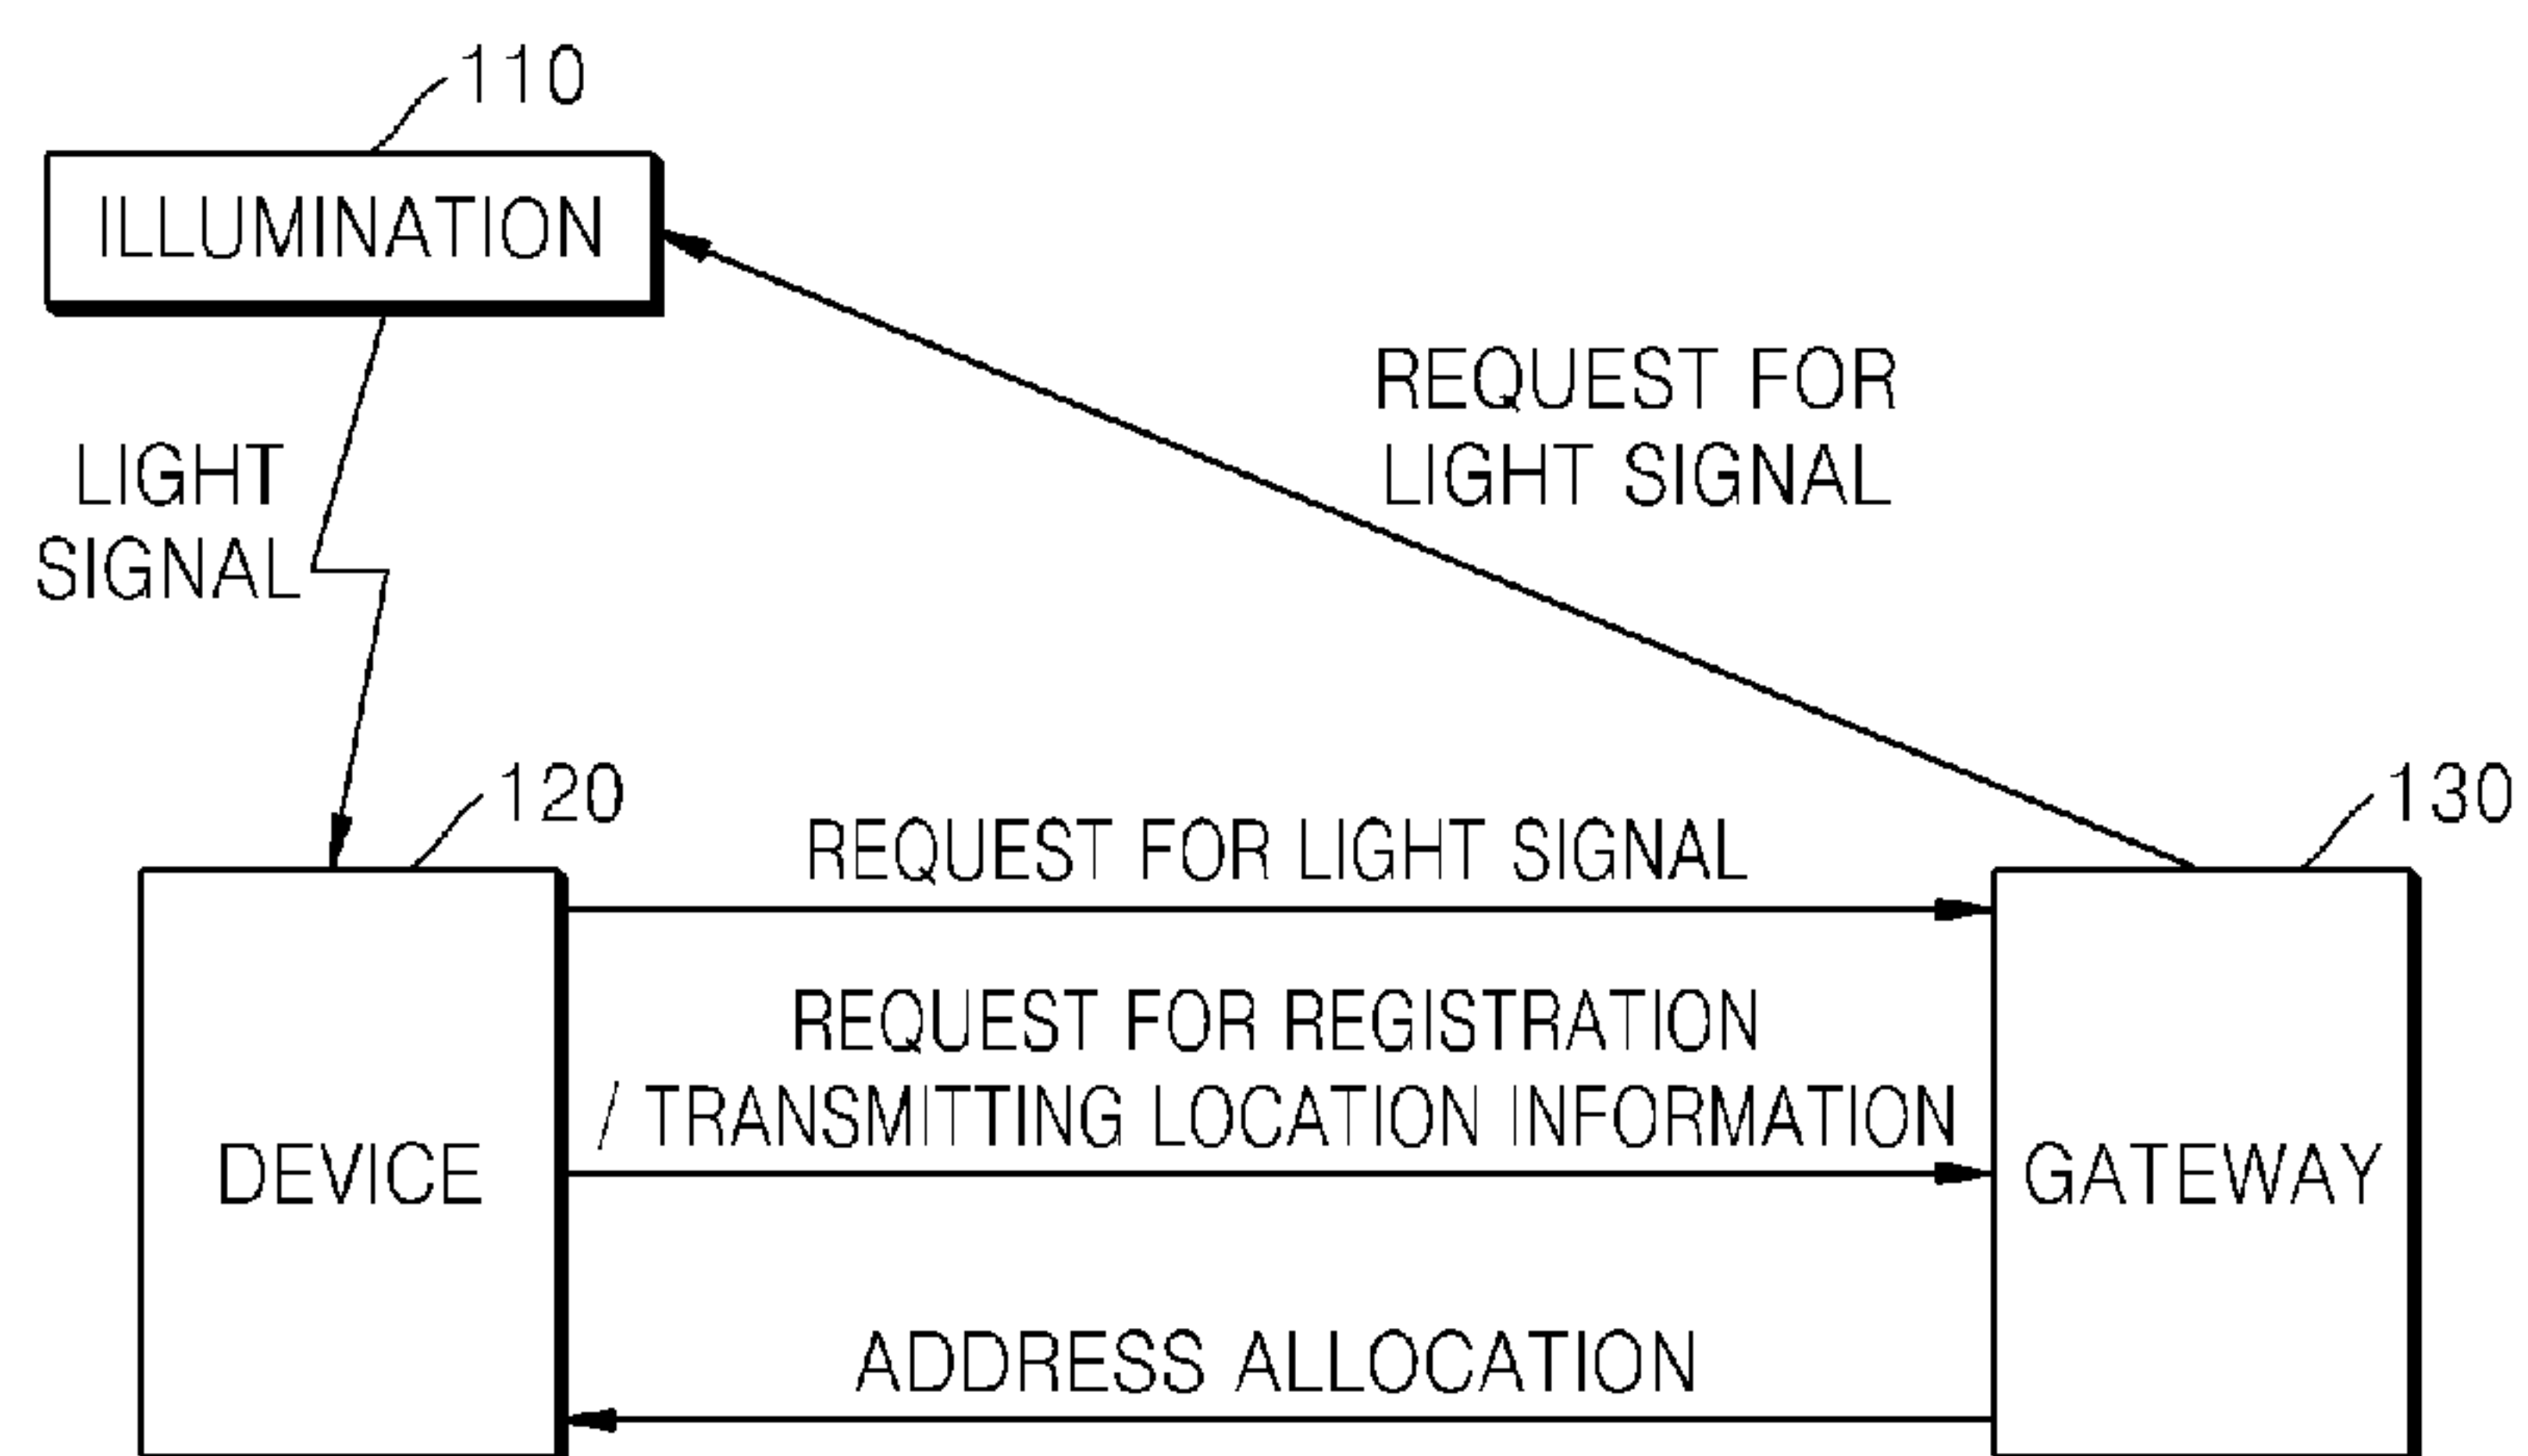 110
ILLUMINATION
REQUEST FOR
LIGHT SIGNAL
LIGHT
SIGNAL
120
130
REQUEST FOR LIGHT SIGNAL
REQUEST FOR REGISTRATION
/ TRANSMITTING LOCATION INFORMATION
DEVICE
GATEWAY
ADDRESS ALLOCATION